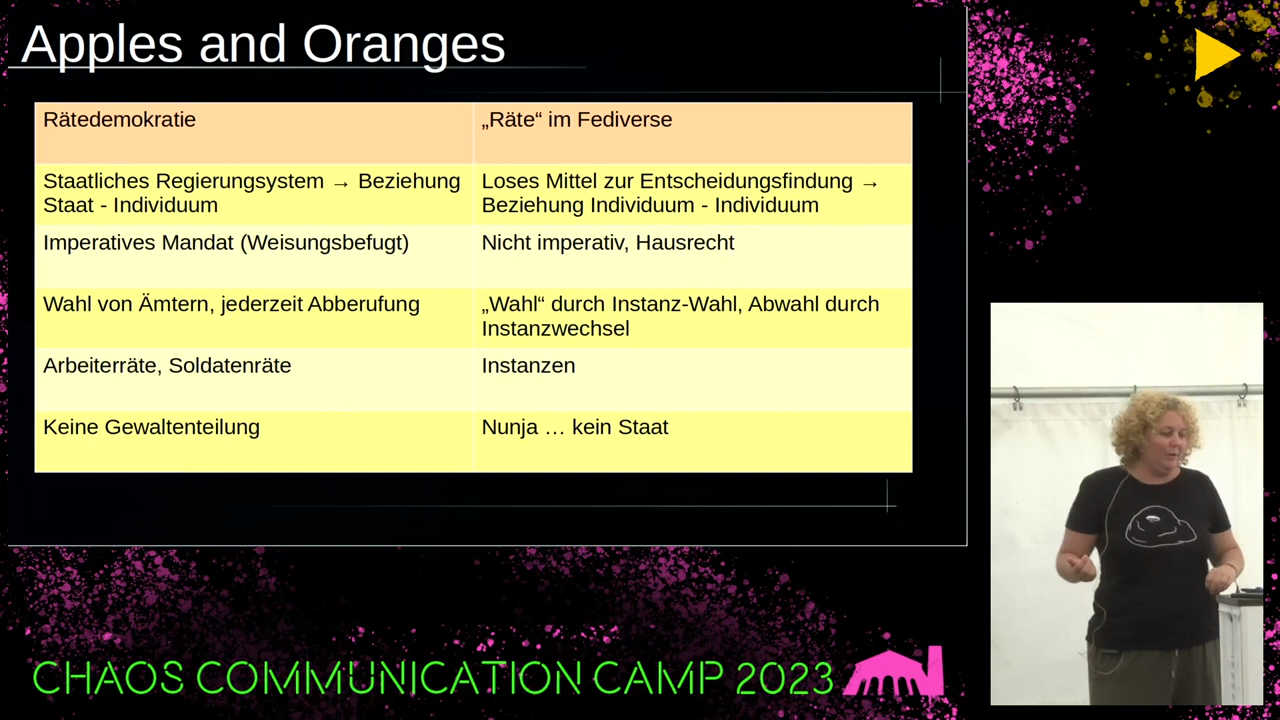 Apples and Oranges
Rätedemokratie
„Räte“ im Fediverse
Staatliches Regierungsystem → Beziehung
Staat - Individuum
Loses Mittel zur Entscheidungsfindung →
Beziehung Individuum - Individuum
Imperatives Mandat (Weisungsbefugt)
Nicht imperativ, Hausrecht
Wahl von Ämtern, jederzeit Abberufung
„Wahl“ durch Instanz-Wahl, Abwahl durch
Instanzwechsel
Arbeiterräte, Soldatenräte
Instanzen
Keine Gewaltenteilung
Nunja … kein Staat
CHAOS COMMUNICATION CAMP 2023